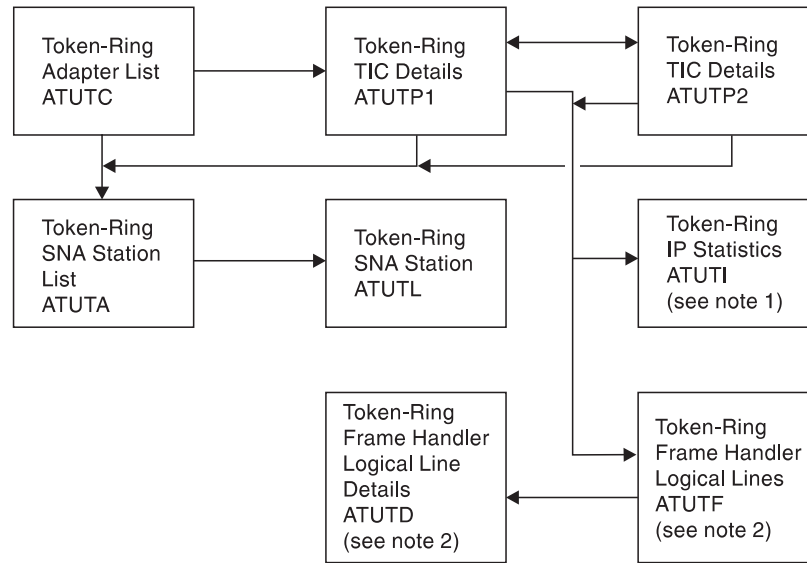 Token-Ring
Adapter List
ATUTC
Token-Ring
TIC Details
ATUTP1
Token-Ring
TIC Details
ATUTP2
Token-Ring
SNA Station
List
ATUTA
Token-Ring
SNA Station
ATUTL
Token-Ring
IP Statistics
ATUTI
(see note 1)
Token-Ring
Frame Handler
Logical Line
Details
ATUTD
(see note 2)
Token-Ring
Frame Handler
Logical Lines
ATUTF
(see note 2)